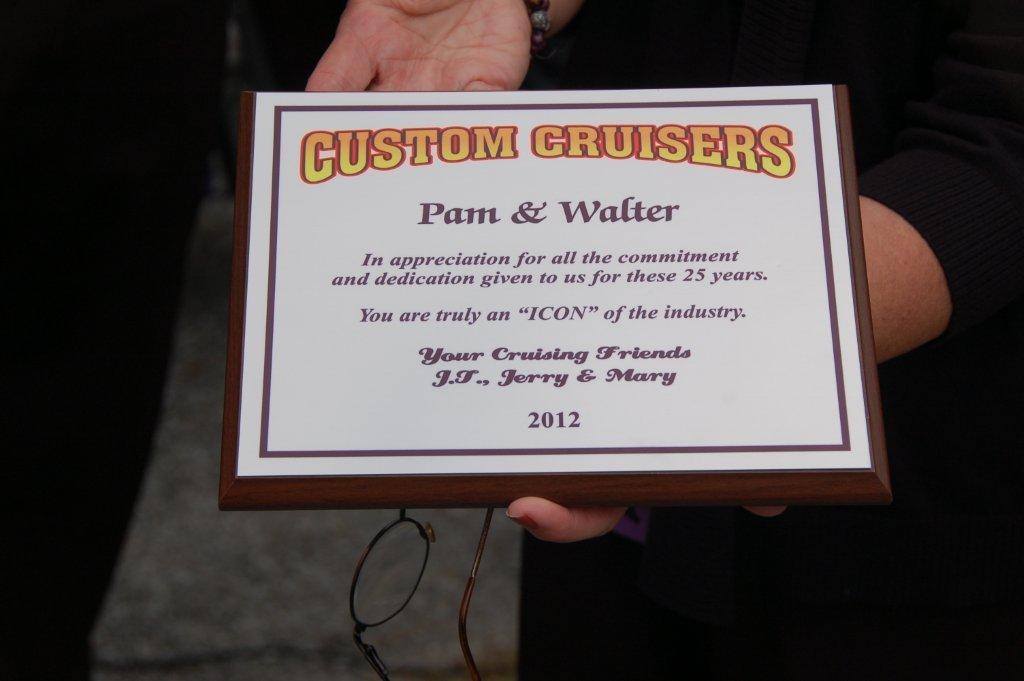 CUSTOM CRUISERS
Pam & Walter
In appreciation for all the commitment
and dedication given to us for these 25 years.
You are truly an “ICON” of the industry.
Your Cruising Friends
J.T., Jerry & Mary
2012